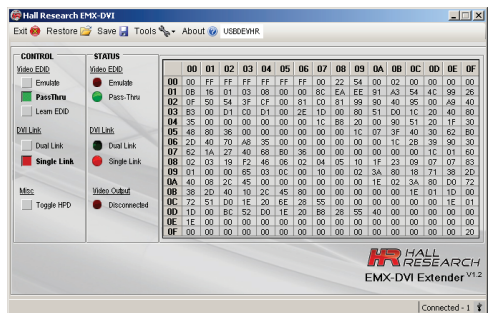 Hall Research EMX-DVI
Exit Restore Save Tools About USBDEVHR
CONTROL
Video EDID
Emulate
PassThru
Learn EDID
DVI Link
Dual Link
Single Link
Misc
Toggle HPD
STATUS
Video EDID
Emulate
Pass-Thru
DVI Link
Dual Link
Single Link
Video Output
Disconnected
00 01 02 03 04 05 06 07 08 09 0A 0B 0C 0D 0E 0F
00 00 FF FF FF FF FF FF 00 22 54 00 02 00 00 00 00
01 0B 16 01 03 08 00 00 8C EA EE 91 A3 54 4C 99 26
02 0F 50 54 3F CF 00 81 C0 81 99 90 40 95 00 A9 40
03 B3 00 D1 C0 D1 00 2E 1D 00 80 51 D0 1C 20 40 80
04 35 00 00 00 00 00 00 1C B8 20 00 90 51 20 1F 30
05 48 80 36 00 00 00 00 00 00 1C 07 3F 40 30 62 B0
06 2D 40 70 A8 35 00 00 00 00 00 00 1C 2B 39 90 30
07 62 1A 27 40 68 B0 36 00 00 00 00 00 00 1C 01 60
08 02 03 19 F2 46 06 02 04 05 10 1F 23 09 07 07 83
09 01 00 00 65 03 0C 00 10 00 02 3A 80 18 71 38 2D
0A 40 08 2C 45 00 00 00 00 00 00 1E 02 3A 80 D0 72
0B 38 2D 40 10 2C 45 80 00 00 00 00 00 1E 01 1D 00
0C 72 51 D0 1E 20 6E 28 55 00 00 00 00 00 00 1E 01
0D 1D 00 BC 52 D0 1E 20 B8 28 55 40 00 00 00 00 00
0E 1E 00 00 00 00 00 00 00 00 00 00 00 00 00 00 00
0F 00 00 00 00 00 00 00 00 00 00 00 00 00 00 00 20
HR HALL
RESEARCH
EMX-DVI Extender V1.2
Connected - 1